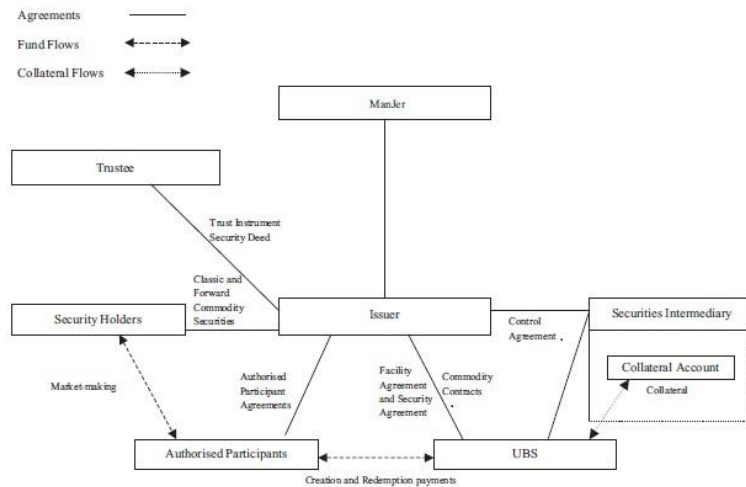 Agreements
Fund Flows
Collateral Flows
ManJer
Trustee
Trust Instrument
Security Deed
Classic and
Forward
Commodity
Securities
Security Holders
Issuer
Securities Intermediary
Control
Agreement
Collateral Account
Collateral
Market-making
Authorised
Participant
Agreements
Facility
Agreement
and Security
Agreement
Commodity
Contracts
Authorised Participants
UBS
Creation and Redemption payments